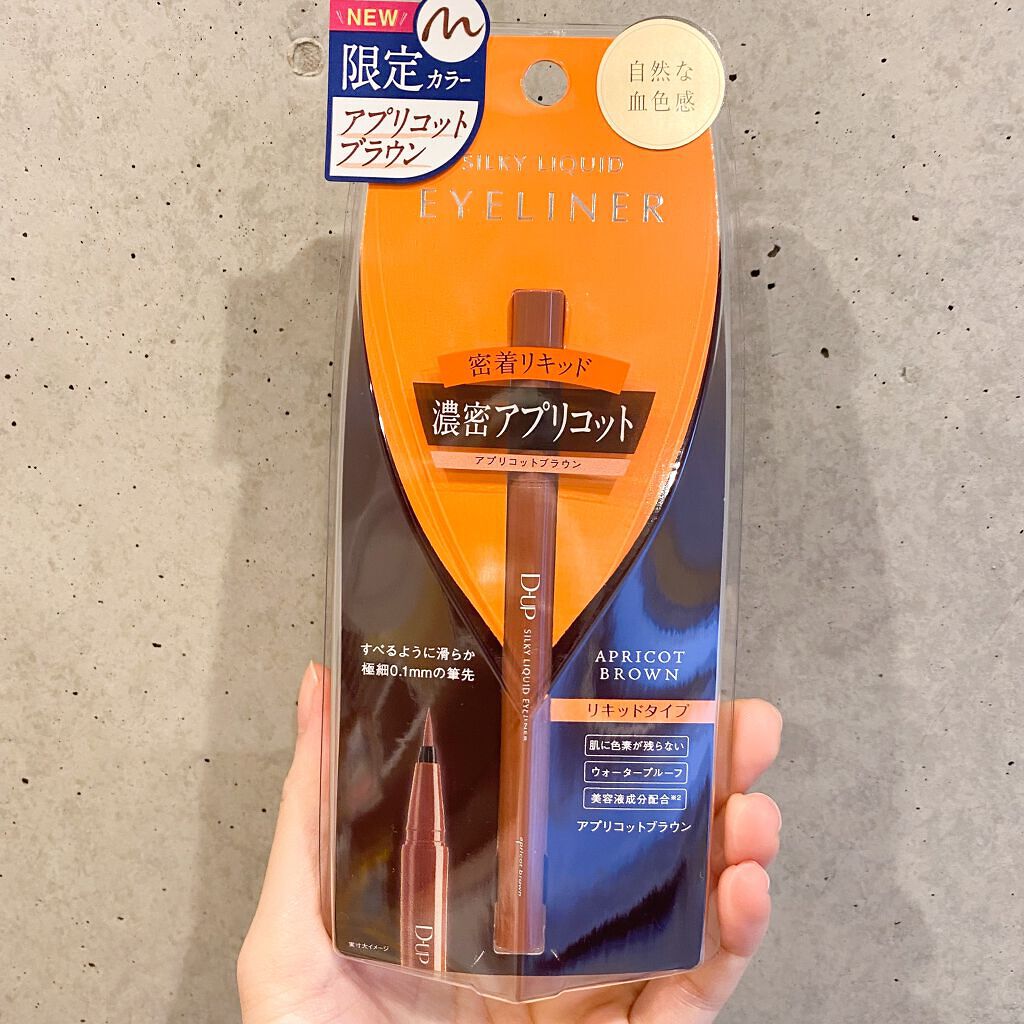 NEW
限定カラー
アプリコット
ブラウン
自然な
血色感
SILKY LIQUID
EYELINER
密着リキッド
濃密アプリコット
アプリコットブラウン
D-UP SILKY LIQUID EYELINER
apricot brown
すべるように滑らか
極細0.1mmの筆先
D-UP
実寸大イメージ
APRICOT
BROWN
リキッドタイプ
肌に色素が残らない
ウォータープルーフ
美容液成分配合※2
アプリコットブラウン